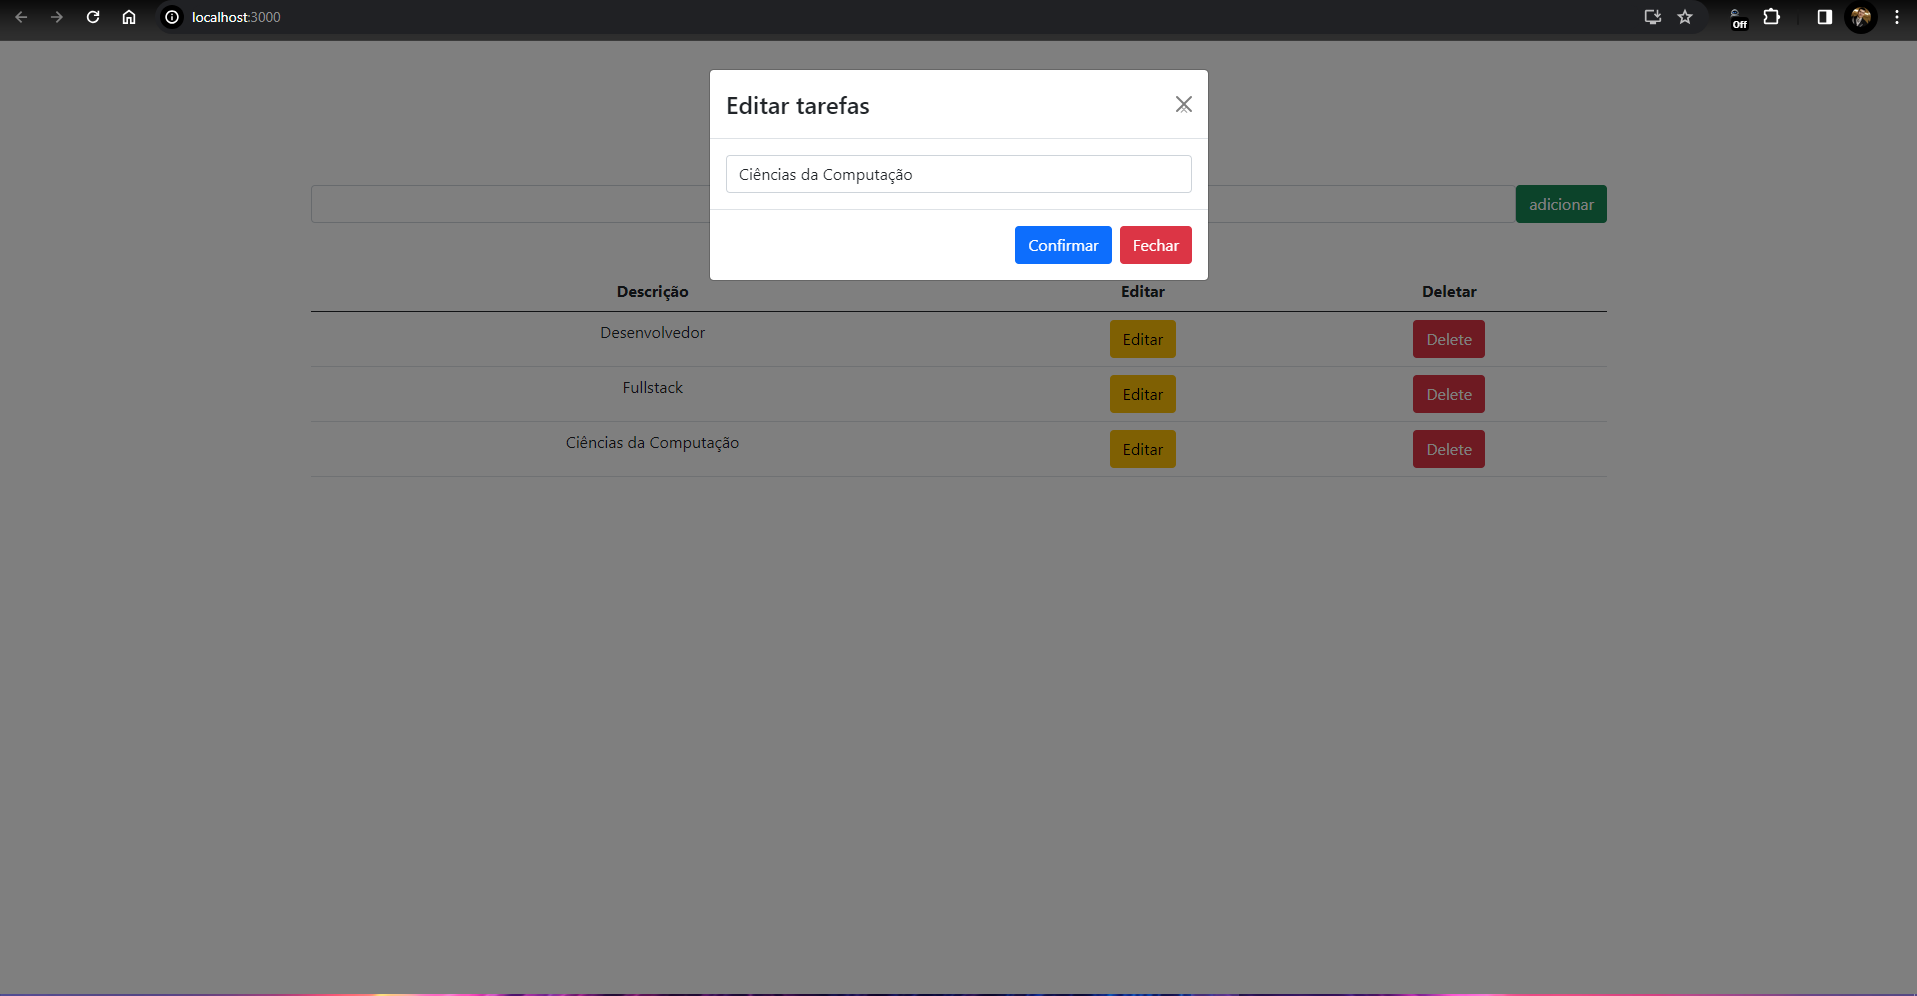 localhost:3000
Off
Editar tarefas
Ciências da Computação
adicionar
Confirmar Fechar
Descrição Editar Deletar
Desenvolvedor Editar Delete
Fullstack Editar Delete
Ciências da Computação Editar Delete